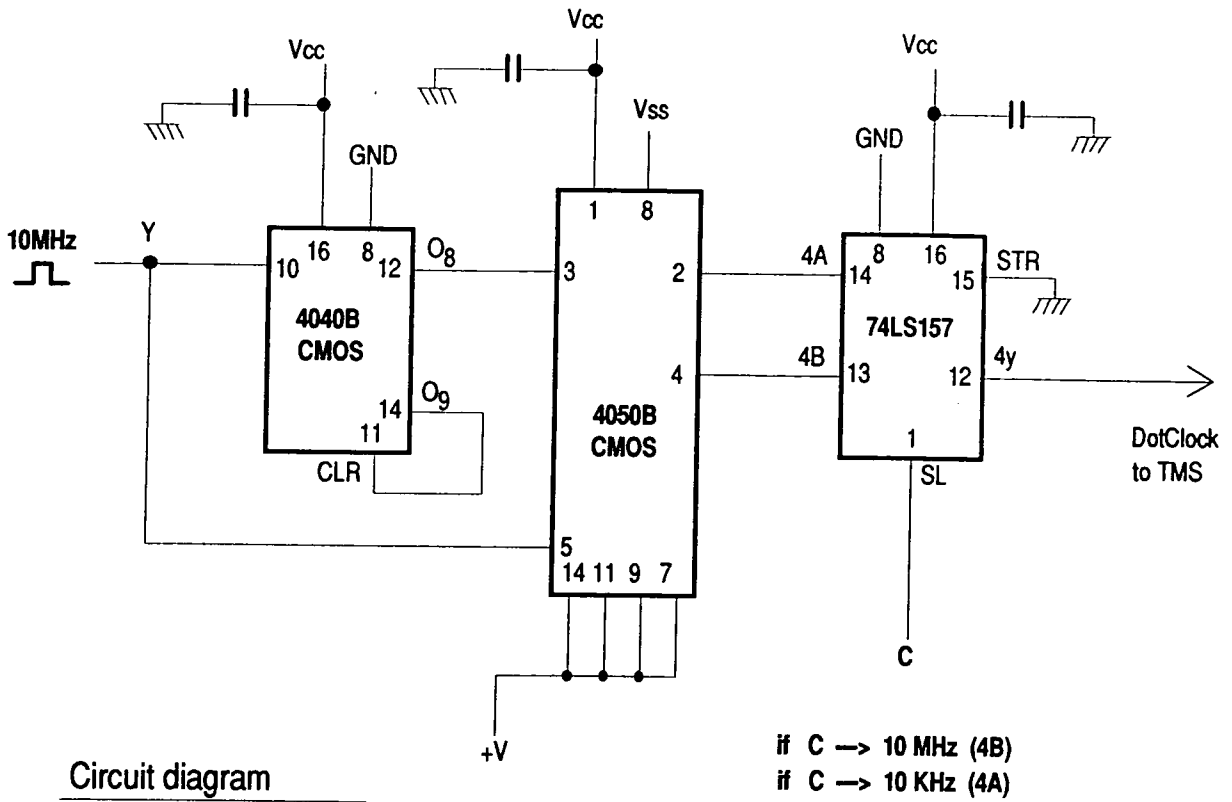 Vcc
Vcc
Vcc
Vss
GND
GND
10MHz
Y
16
8
10
12
O8
4040B
CMOS
14
O9
11
CLR
1
8
3
2
4
4050B
CMOS
5
14 11 9 7
+V
4A
4B
8
16
14
15
STR
74LS157
13
12
4y
1
SL
C
DotClock
to TMS
if C —> 10 MHz (4B)
if C —> 10 KHz (4A)
Circuit diagram